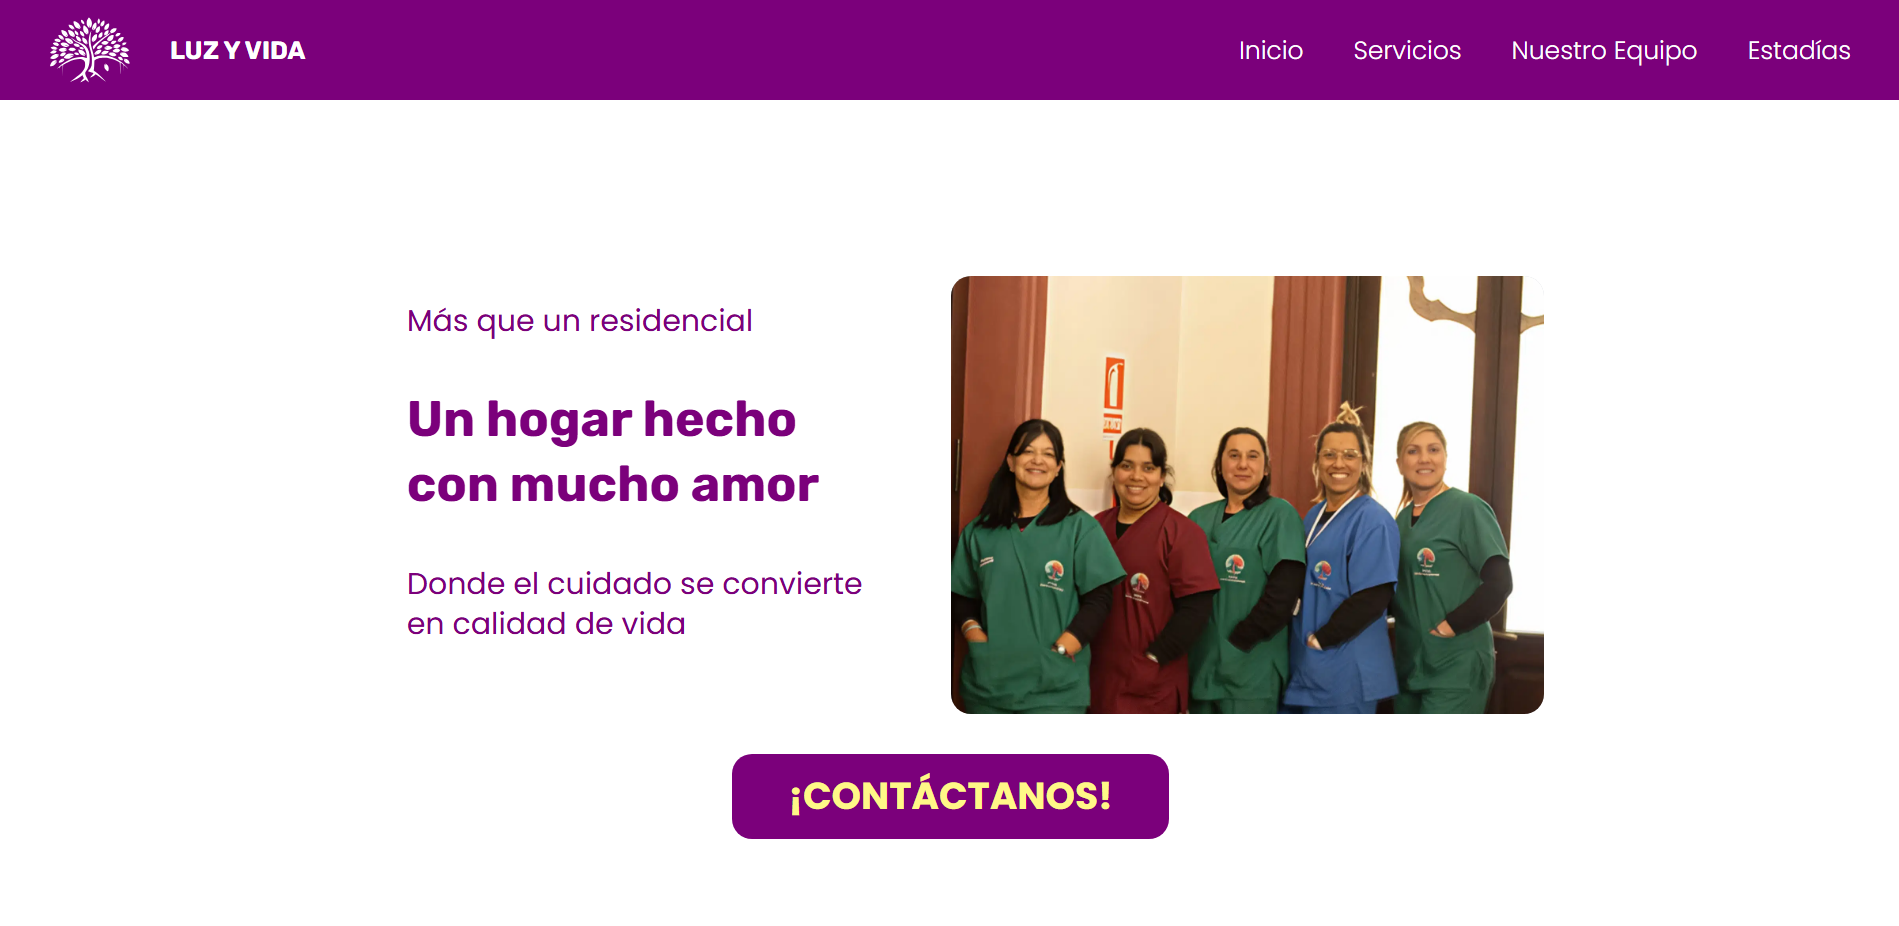 LUZ Y VIDA
Inicio
Servicios
Nuestro Equipo
Estadías
Más que un residencial
Un hogar hecho
con mucho amor
Donde el cuidado se convierte
en calidad de vida
¡CONTÁCTANOS!